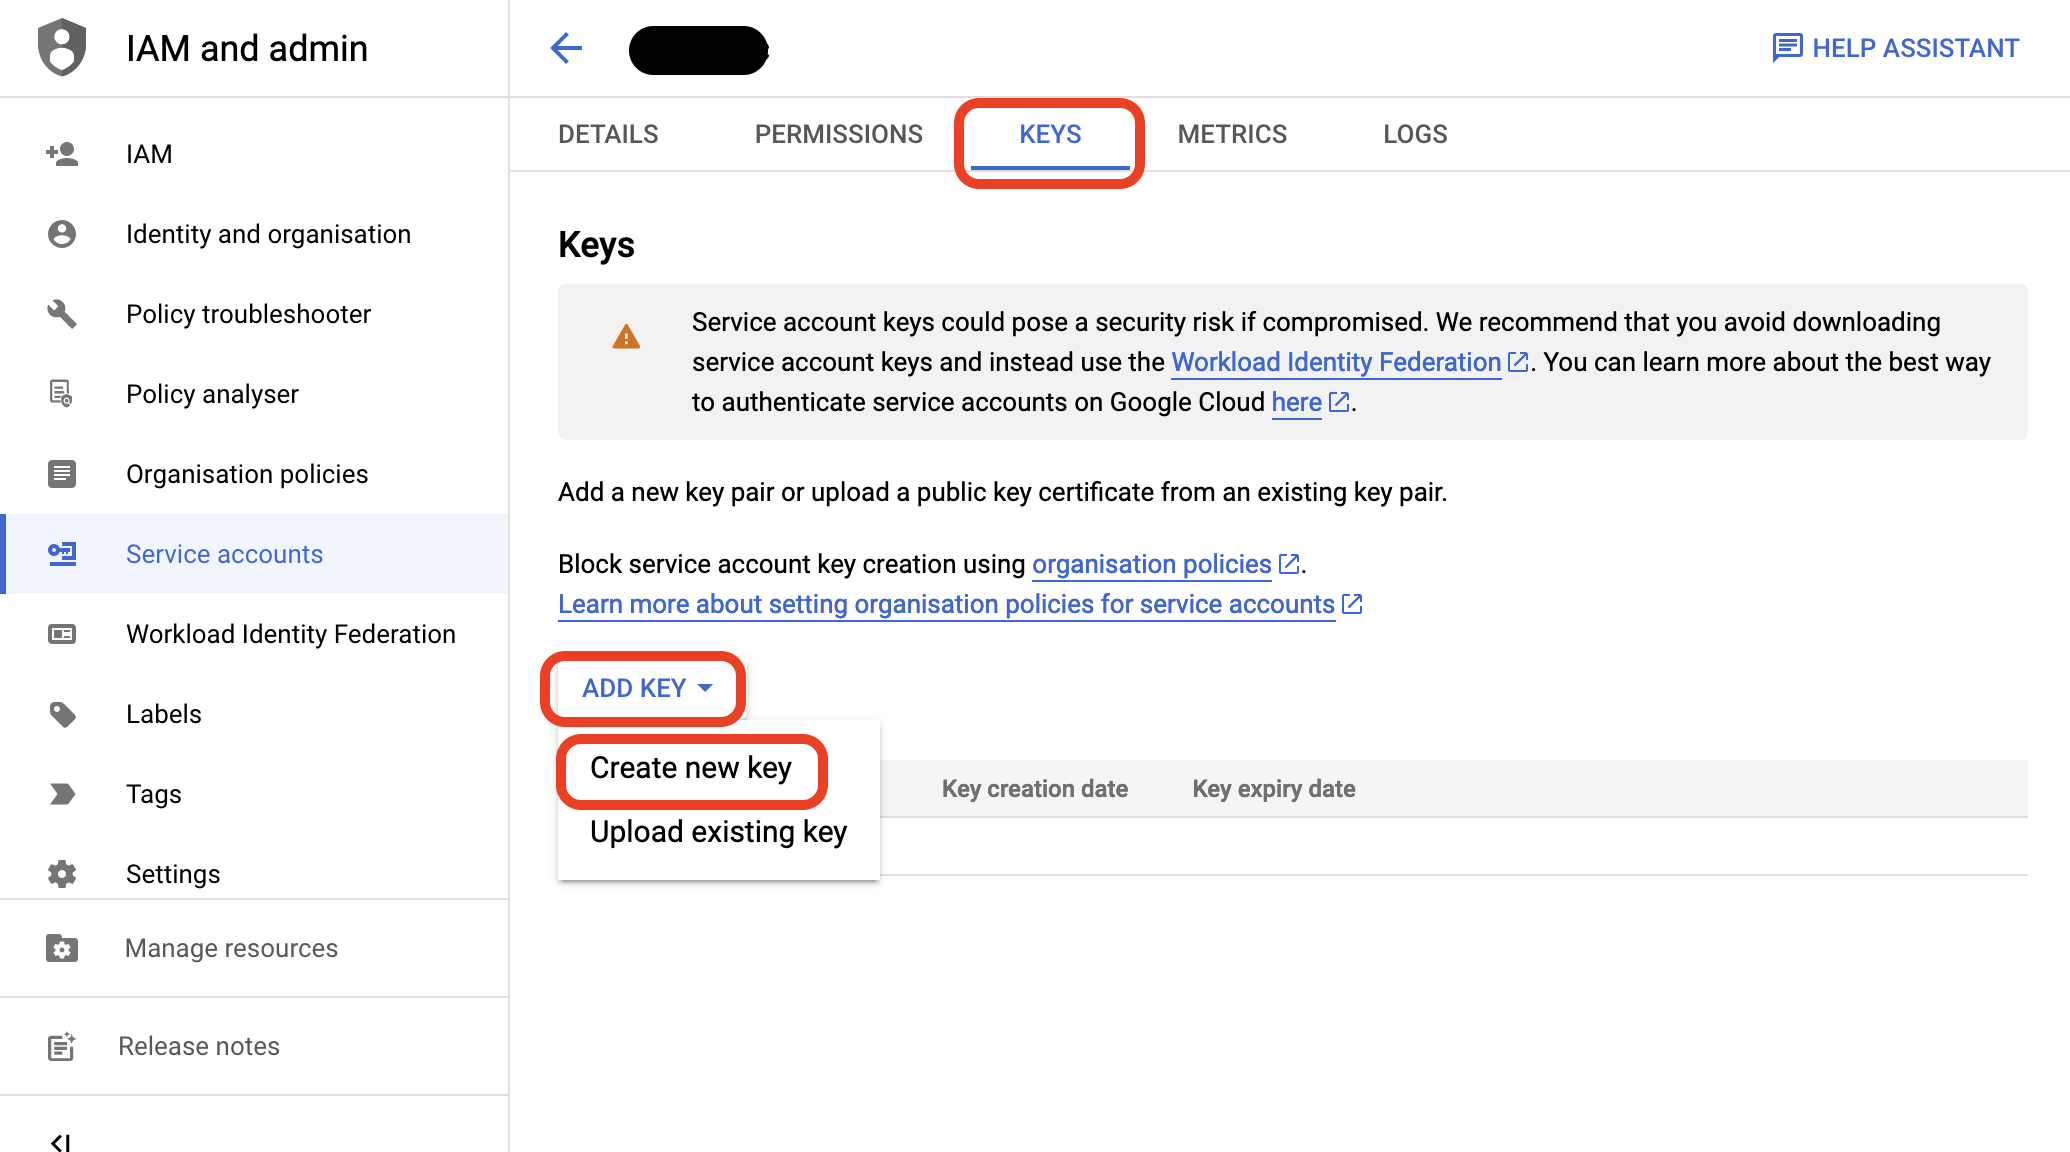 IAM and admin
HELP ASSISTANT
IAM
Identity and organisation
Policy troubleshooter
Policy analyser
Organisation policies
Service accounts
Workload Identity Federation
Labels
Tags
Settings
Manage resources
Release notes
DETAILS PERMISSIONS KEYS METRICS LOGS
Keys
Service account keys could pose a security risk if compromised. We recommend that you avoid downloading
service account keys and instead use the Workload Identity Federation. You can learn more about the best way
to authenticate service accounts on Google Cloud here.
Add a new key pair or upload a public key certificate from an existing key pair.
Block service account key creation using organisation policies.
Learn more about setting organisation policies for service accounts
ADD KEY
Create new key
Upload existing key
Key creation date Key expiry date